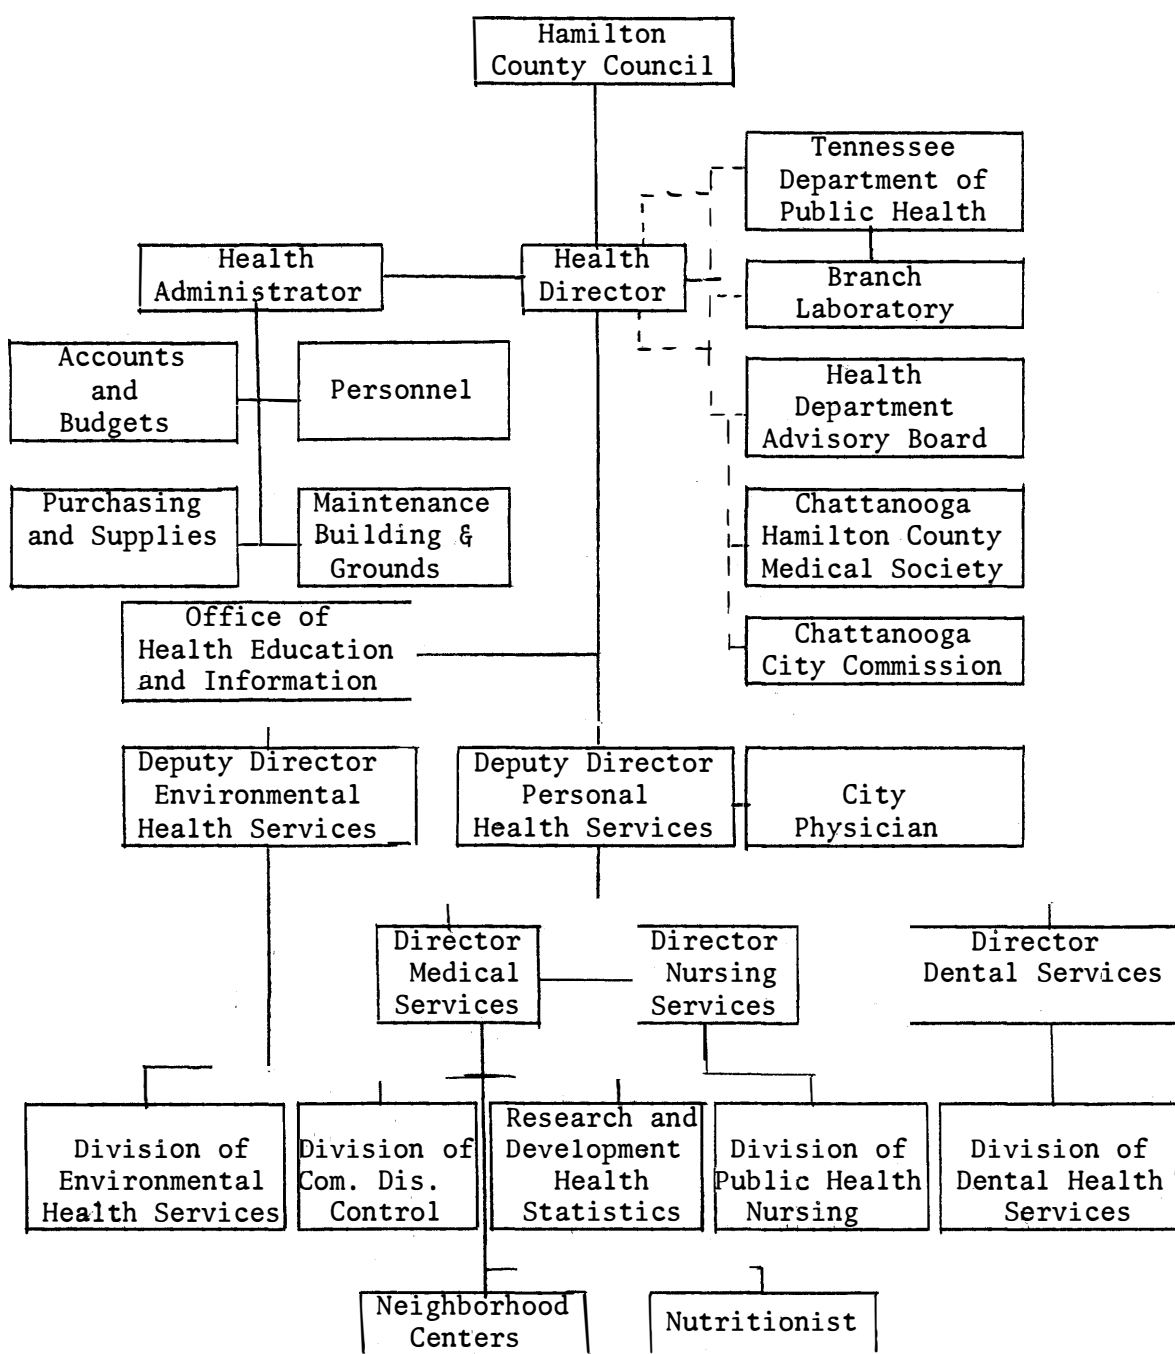 Hamilton
County Council
Tennessee
Department of
Public Health
Health
Administrator
Health
Director
Branch
Laboratory
Accounts
and
Budgets
Personnel
Health
Department
Advisory Board
Purchasing
and Supplies
Maintenance
Building &
Grounds
Chattanooga
Hamilton County
Medical Society
Office of
Health Education
and Information
Chattanooga
City Commission
Deputy Director
Environmental
Health Services
Deputy Director
Personal
Health Services
City
Physician
Director
Medical
Services
Director
Nursing
Services
Director
Dental Services
Division of
Environmental
Health Services
Division of
Com. Dis.
Control
Research and
Development
Health
Statistics
Division of
Public Health
Nursing
Division of
Dental Health
Services
Neighborhood
Centers
Nutritionist